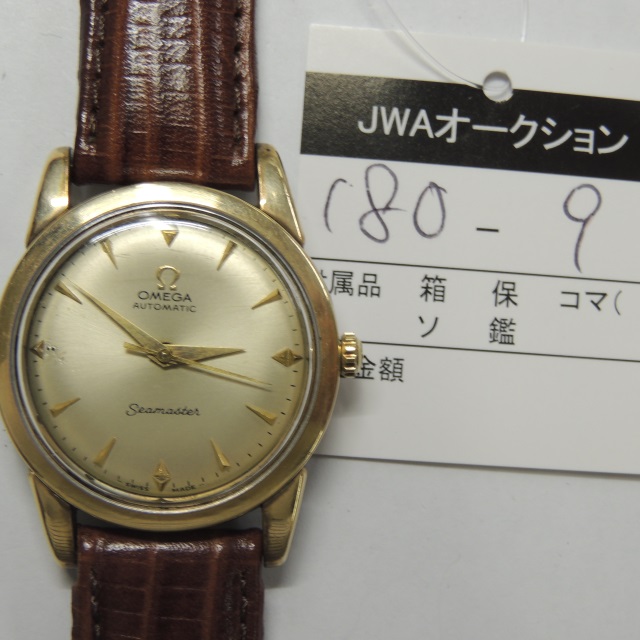 Ω
OMEGA
AUTOMATIC
Seamaster
JWAオークション
180-9
属品 箱 保 コマ(
ソ 鑑
金額